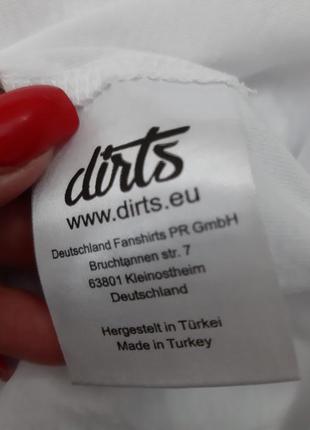 dirts
www.dirts.eu
Deutschland Fanshirts PR GmbH
Bruchtannen str. 7
63801 Kleinostheim
Deutschland
Hergestelt in Türkei
Made in Turkey